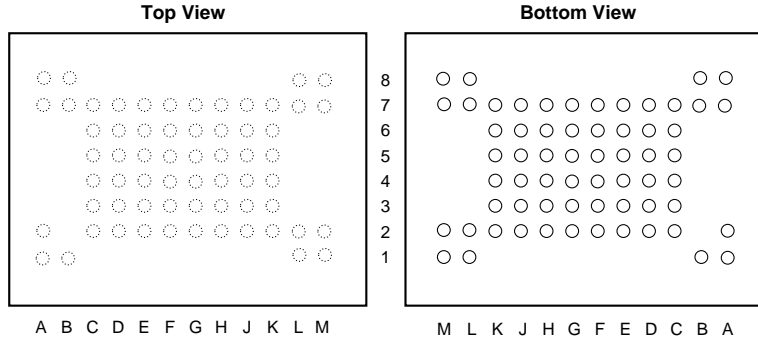 Top View
Bottom View
8
7
6
5
4
3
2
1
A B C D E F G H J K L M
M L K J H G F E D C B A